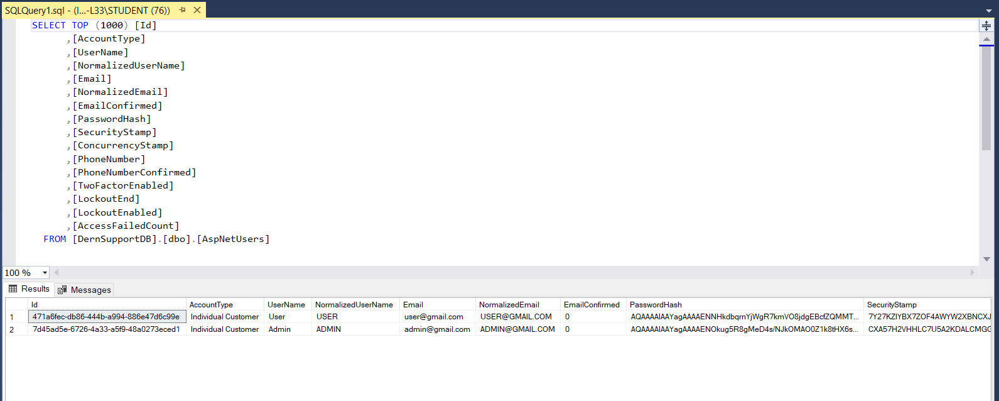 SQLQuery1.sql - (l...-L33\STUDENT (76))
SELECT TOP (1000) [Id]
,[AccountType]
,[UserName]
,[NormalizedUserName]
,[Email]
,[NormalizedEmail]
,[EmailConfirmed]
,[PasswordHash]
,[SecurityStamp]
,[ConcurrencyStamp]
,[PhoneNumber]
,[PhoneNumberConfirmed]
,[TwoFactorEnabled]
,[LockoutEnd]
,[LockoutEnabled]
,[AccessFailedCount]
FROM [DernSupportDB].[dbo].[AspNetUsers]
100 %
Results Messages
Id AccountType UserName NormalizedUserName Email NormalizedEmail EmailConfirmed PasswordHash SecurityStamp
1 471a6fec-db86-444b-a994-886e47d6c99e Individual Customer User USER user@gmail.com USER@GMAIL.COM 0 AQAAAAIAAYagAAAAENNHkdbqrnYjWgR7kmVO8jdgEBcfZQMMT... 7Y27KZIYBX7ZOF4AWYW2XBNCXJ
2 7d45ad5e-6726-4a33-a5f9-48a0273eced1 Individual Customer Admin ADMIN admin@gmail.com ADMIN@GMAIL.COM 0 AQAAAAIAAYagAAAAENOkug5R8gMeD4s/NJkOMAO0Z1k8tHX6s... CXA57H2VHHLC7U5A2KDALCMGG